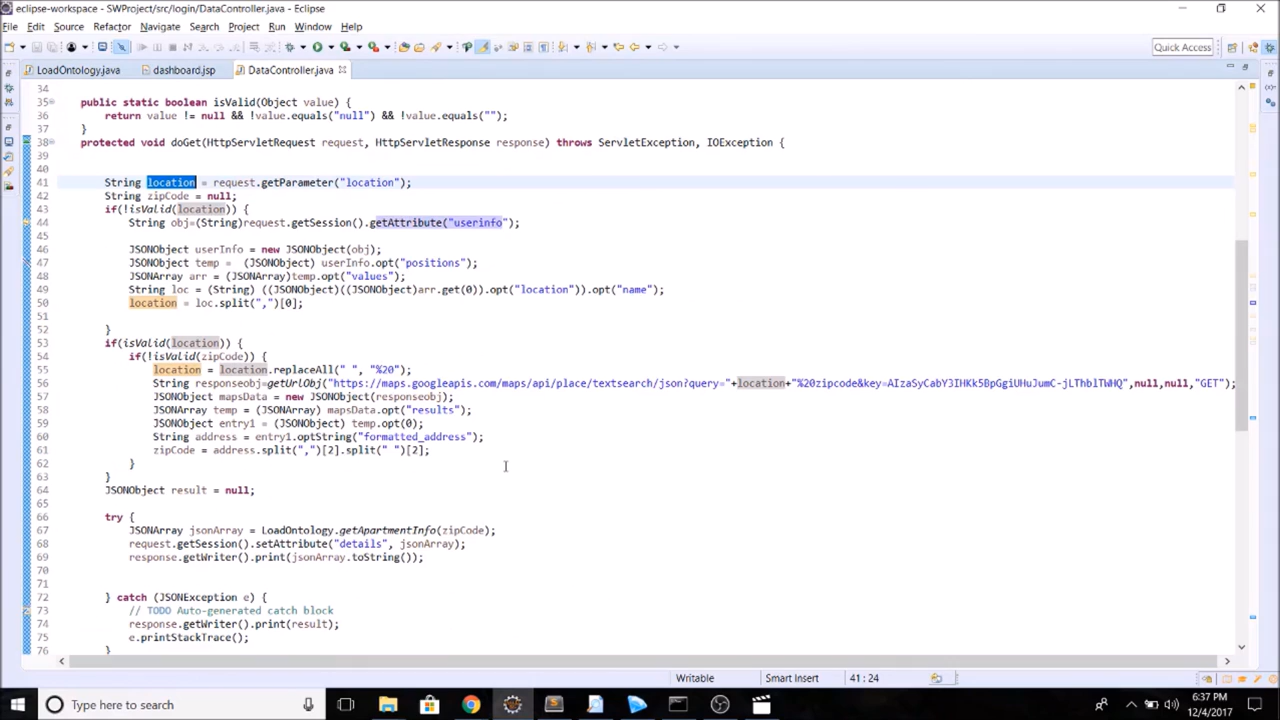 eclipse-workspace - SWProject/src/login/DataController.java - Eclipse
File Edit Source Refactor Navigate Search Project Run Window Help
Quick Access
LoadOntology.java dashboard.jsp DataController.java
34
35 public static boolean isValid(Object value) {
36 return value != null && !value.equals("null") && !value.equals("");
37 }
38 protected void doGet(HttpServletRequest request, HttpServletResponse response) throws ServletException, IOException {
39
40
41 String location = request.getParameter("location");
42 String zipCode = null;
43 if(!isValid(location)) {
44 String obj=(String)request.getSession().getAttribute("userinfo");
45
46 JSONObject userInfo = new JSONObject(obj);
47 JSONObject temp = (JSONObject) userInfo.opt("positions");
48 JSONArray arr = (JSONArray)temp.opt("values");
49 String loc = (String) ((JSONObject)((JSONObject)arr.get(0)).opt("location")).opt("name");
50 location = loc.split(",")[0];
51
52 }
53 if(isValid(location)) {
54 if(!isValid(zipCode)) {
55 location = location.replaceAll(" ", "%20");
56 String responseobj=getUrlObj("https://maps.googleapis.com/maps/api/place/textsearch/json?query="+location+"%20zipcode&key=AIzaSyCabY3IHKk5BpGgiUHuJumC-jLThblTWHQ",null,null,"GET");
57 JSONObject mapsData = new JSONObject(responseobj);
58 JSONArray temp = (JSONArray) mapsData.opt("results");
59 JSONObject entry1 = (JSONObject) temp.opt(0);
60 String address = entry1.optString("formatted_address");
61 zipCode = address.split(",")[2].split(" ")[2];
62 }
63 }
64 JSONObject result = null;
65
66 try {
67 JSONArray jsonArray = LoadOntology.getApartmentInfo(zipCode);
68 request.getSession().setAttribute("details", jsonArray);
69 response.getWriter().print(jsonArray.toString());
70
71
72 } catch (JSONException e) {
73 // TODO Auto-generated catch block
74 response.getWriter().print(result);
75 e.printStackTrace();
76 }
Writable Smart Insert 41 : 24
Type here to search
6:37 PM
12/4/2017